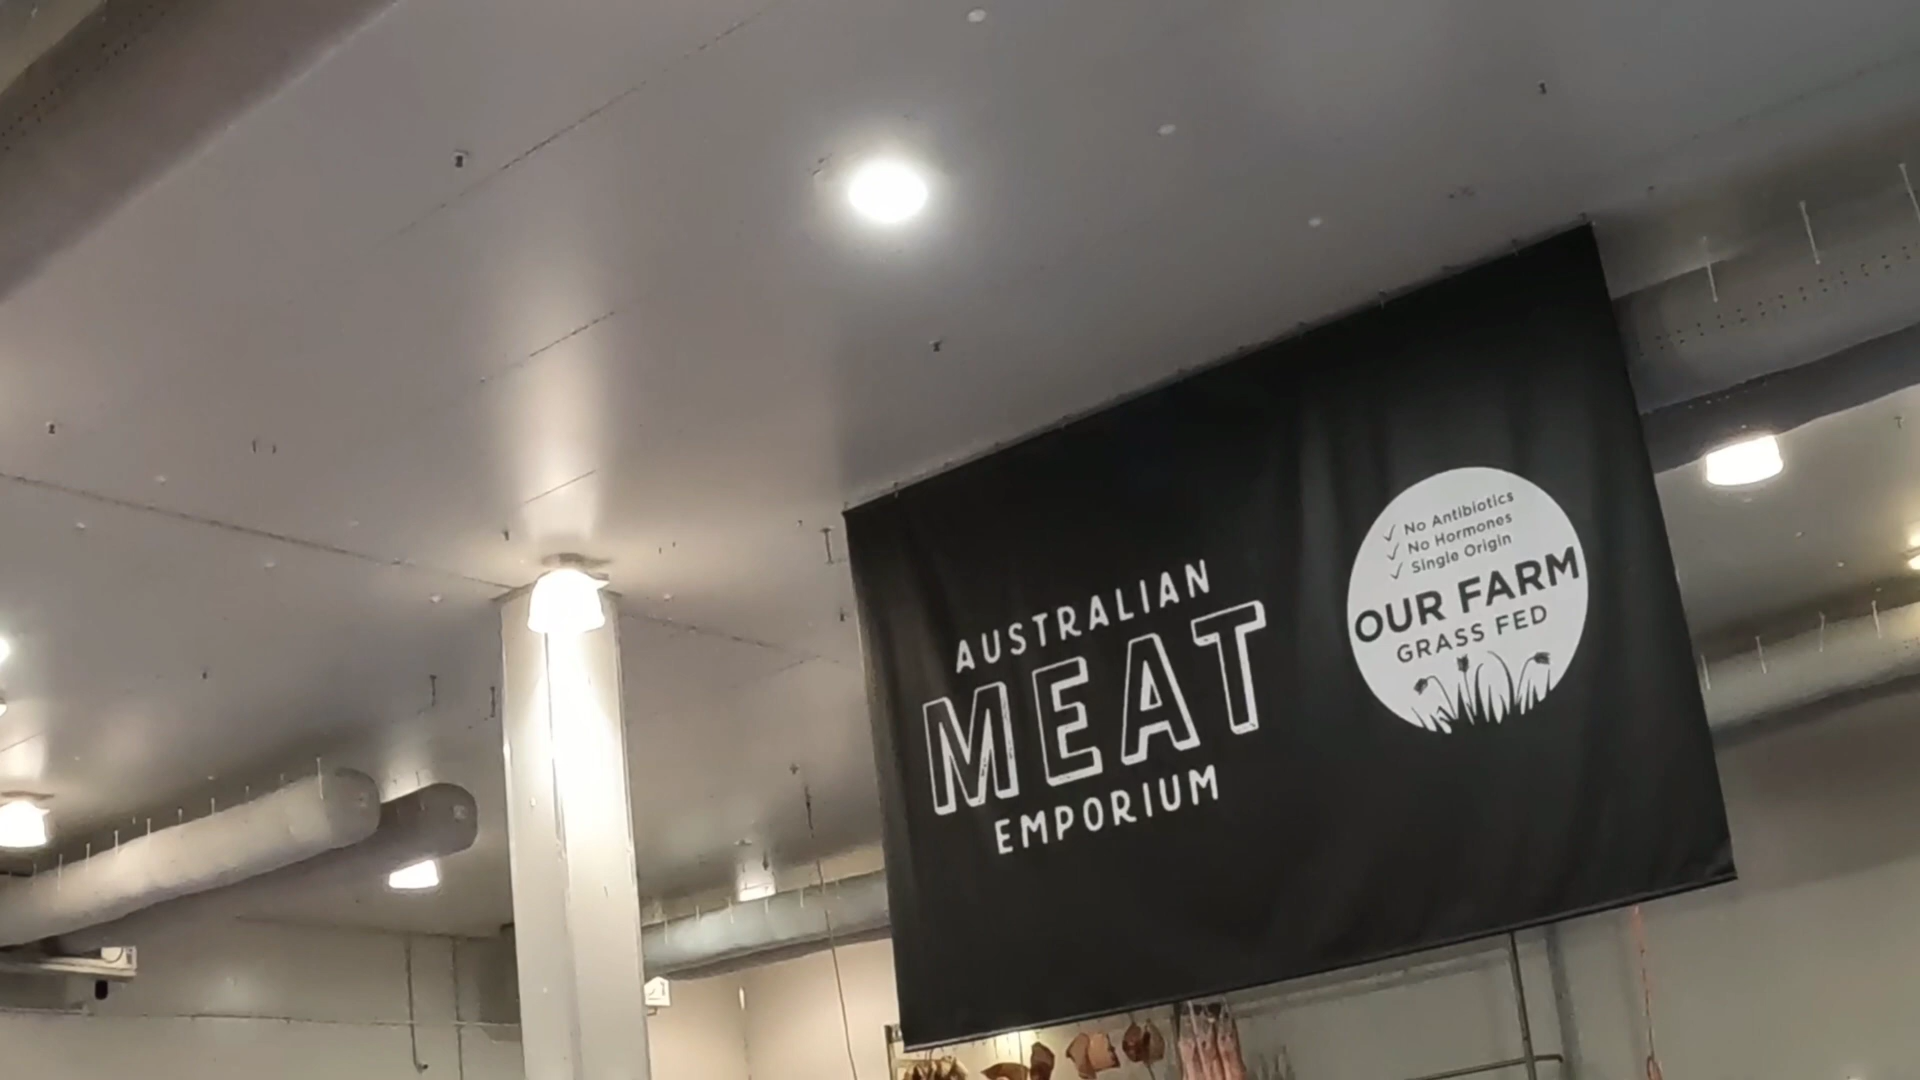 AUSTRALIAN
MEAT
EMPORIUM
✓ No Antibiotics
✓ No Hormones
✓ Single Origin
OUR FARM
GRASS FED